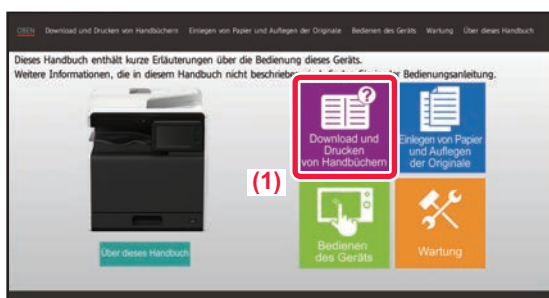 OBEN Download und Drucken von Handbüchern Einlegen von Papier und Auflegen der Originale Bedienen des Geräts Wartung Über dieses Handbuch
Dieses Handbuch enthält kurze Erläuterungen über die Bedienung dieses Geräts.
Weitere Informationen, die in diesem Handbuch nicht beschrieben der Bedienungsanleitung.
Download und
Drucken
von Handbüchern
Einlegen von Papier
und Auflegen
der Originale
(1)
Über dieses Handbuch
Bedienen
des Geräts
Wartung